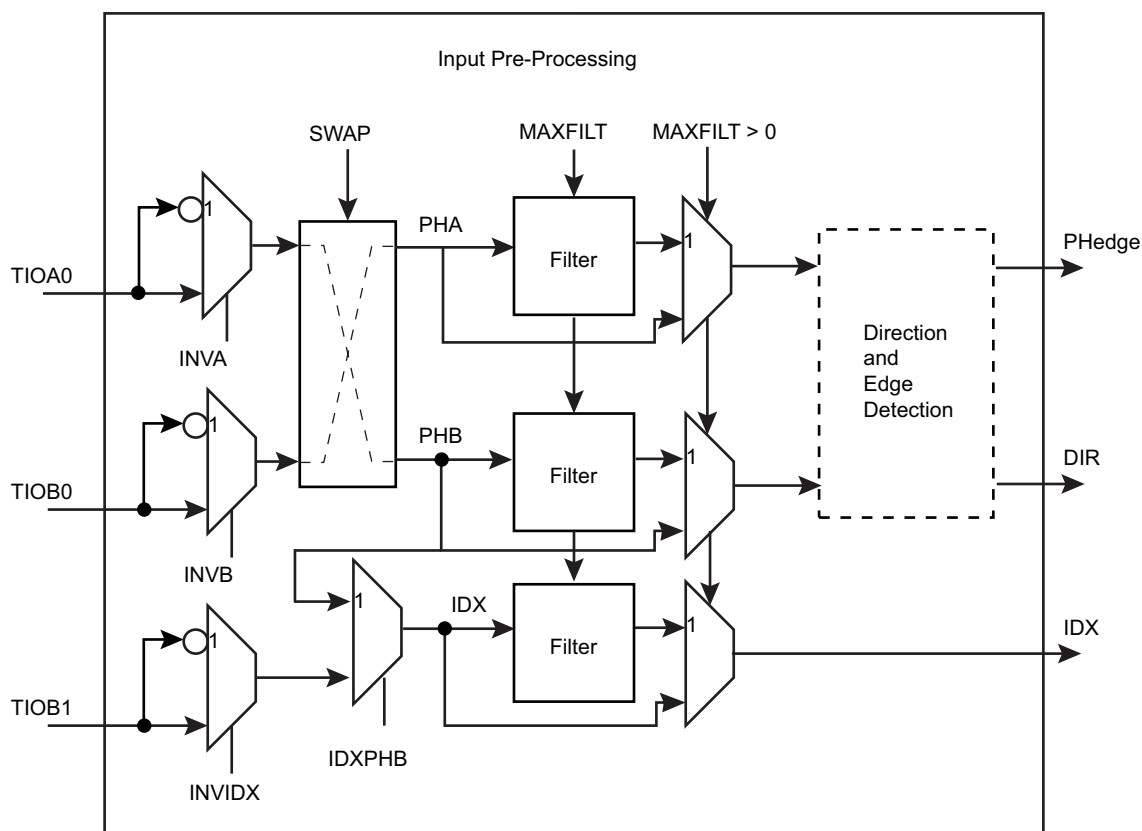 Input Pre-Processing
SWAP
MAXFILT
MAXFILT > 0
1
PHA
1
Filter
PHedge
TIOA0
Direction
and
Edge
Detection
INVA
1
PHB
1
Filter
DIR
TIOB0
INVB
1
IDX
1
IDX
1
Filter
TIOB1
IDXPHB
INVIDX